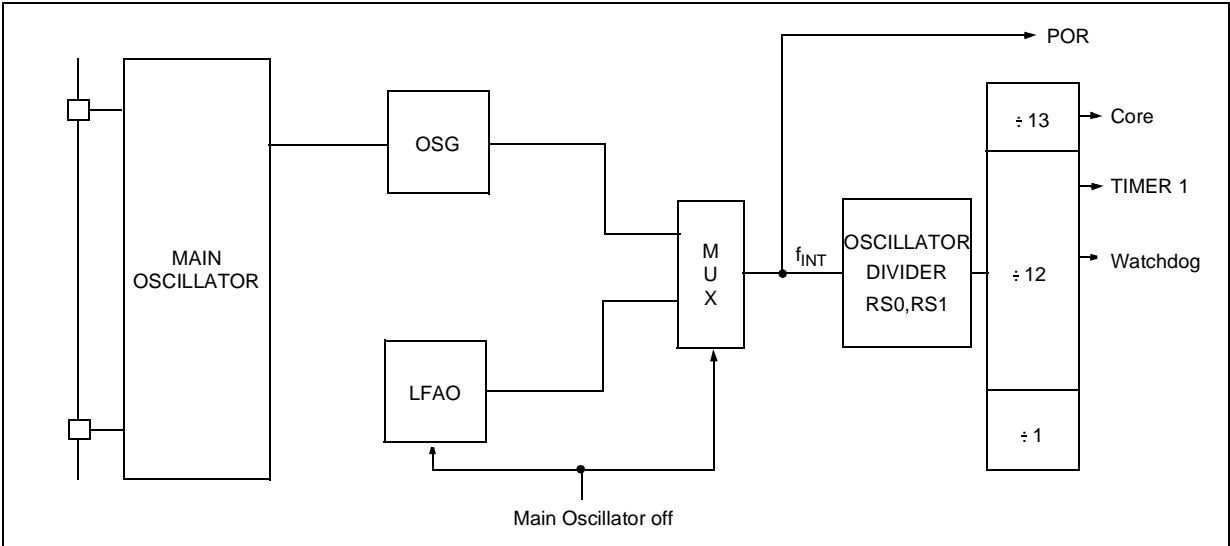 POR
÷ 13
Core
OSG
TIMER 1
MAIN
OSCILLATOR
M
U
X
f_INT
OSCILLATOR
DIVIDER
RS0,RS1
÷ 12
Watchdog
LFAO
÷ 1
Main Oscillator off